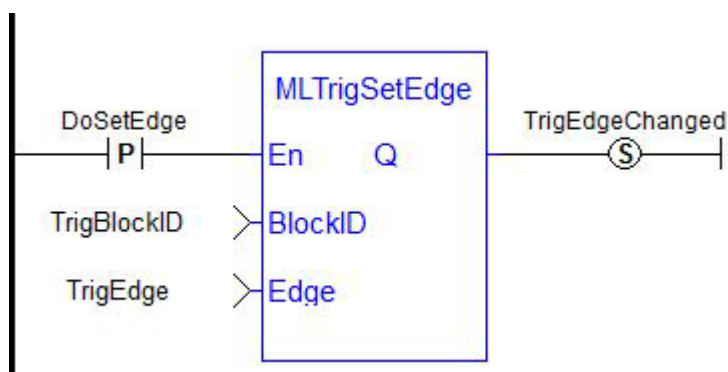 MLTrigSetEdge
DoSetEdge
TrigEdgeChanged
P
En Q
S
TrigBlockID
BlockID
TrigEdge
Edge